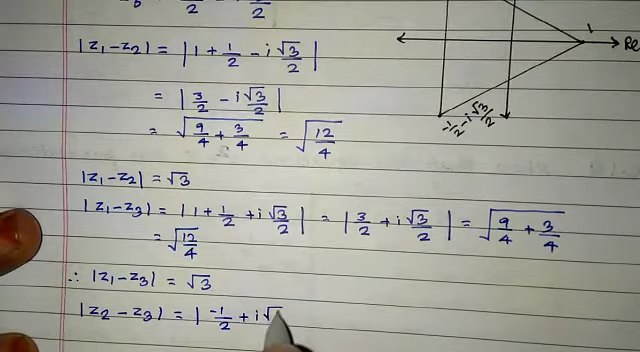 |z₁-z₂| = |1 + 1/2 - i√3/2|
= |3/2 - i√3/2|
= √(9/4 + 3/4) = √(12/4)
|z₁-z₂| = √3
|z₁-z₃| = |1 + 1/2 + i√3/2| = |3/2 + i√3/2| = √(9/4 + 3/4)
= √(12/4)
∴ |z₁-z₃| = √3
|z₂-z₃| = |-1/2 + i√
1
Re
-1/2 - i√3/2